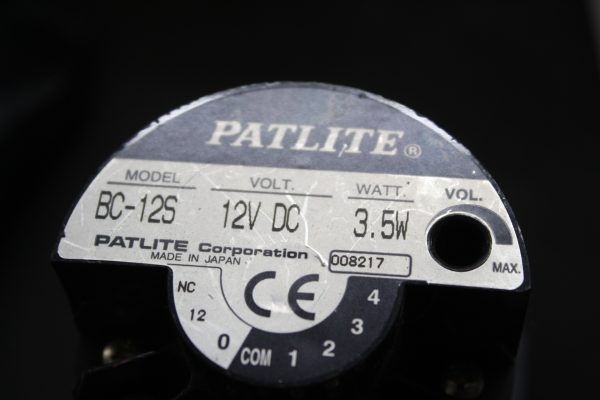 PATLITE®
MODEL VOLT. WATT. VOL.
BC-12S 12V DC 3.5W
PATLITE Corporation 008217 MAX.
MADE IN JAPAN
NC
12
0 COM 1 2 3 4
CE